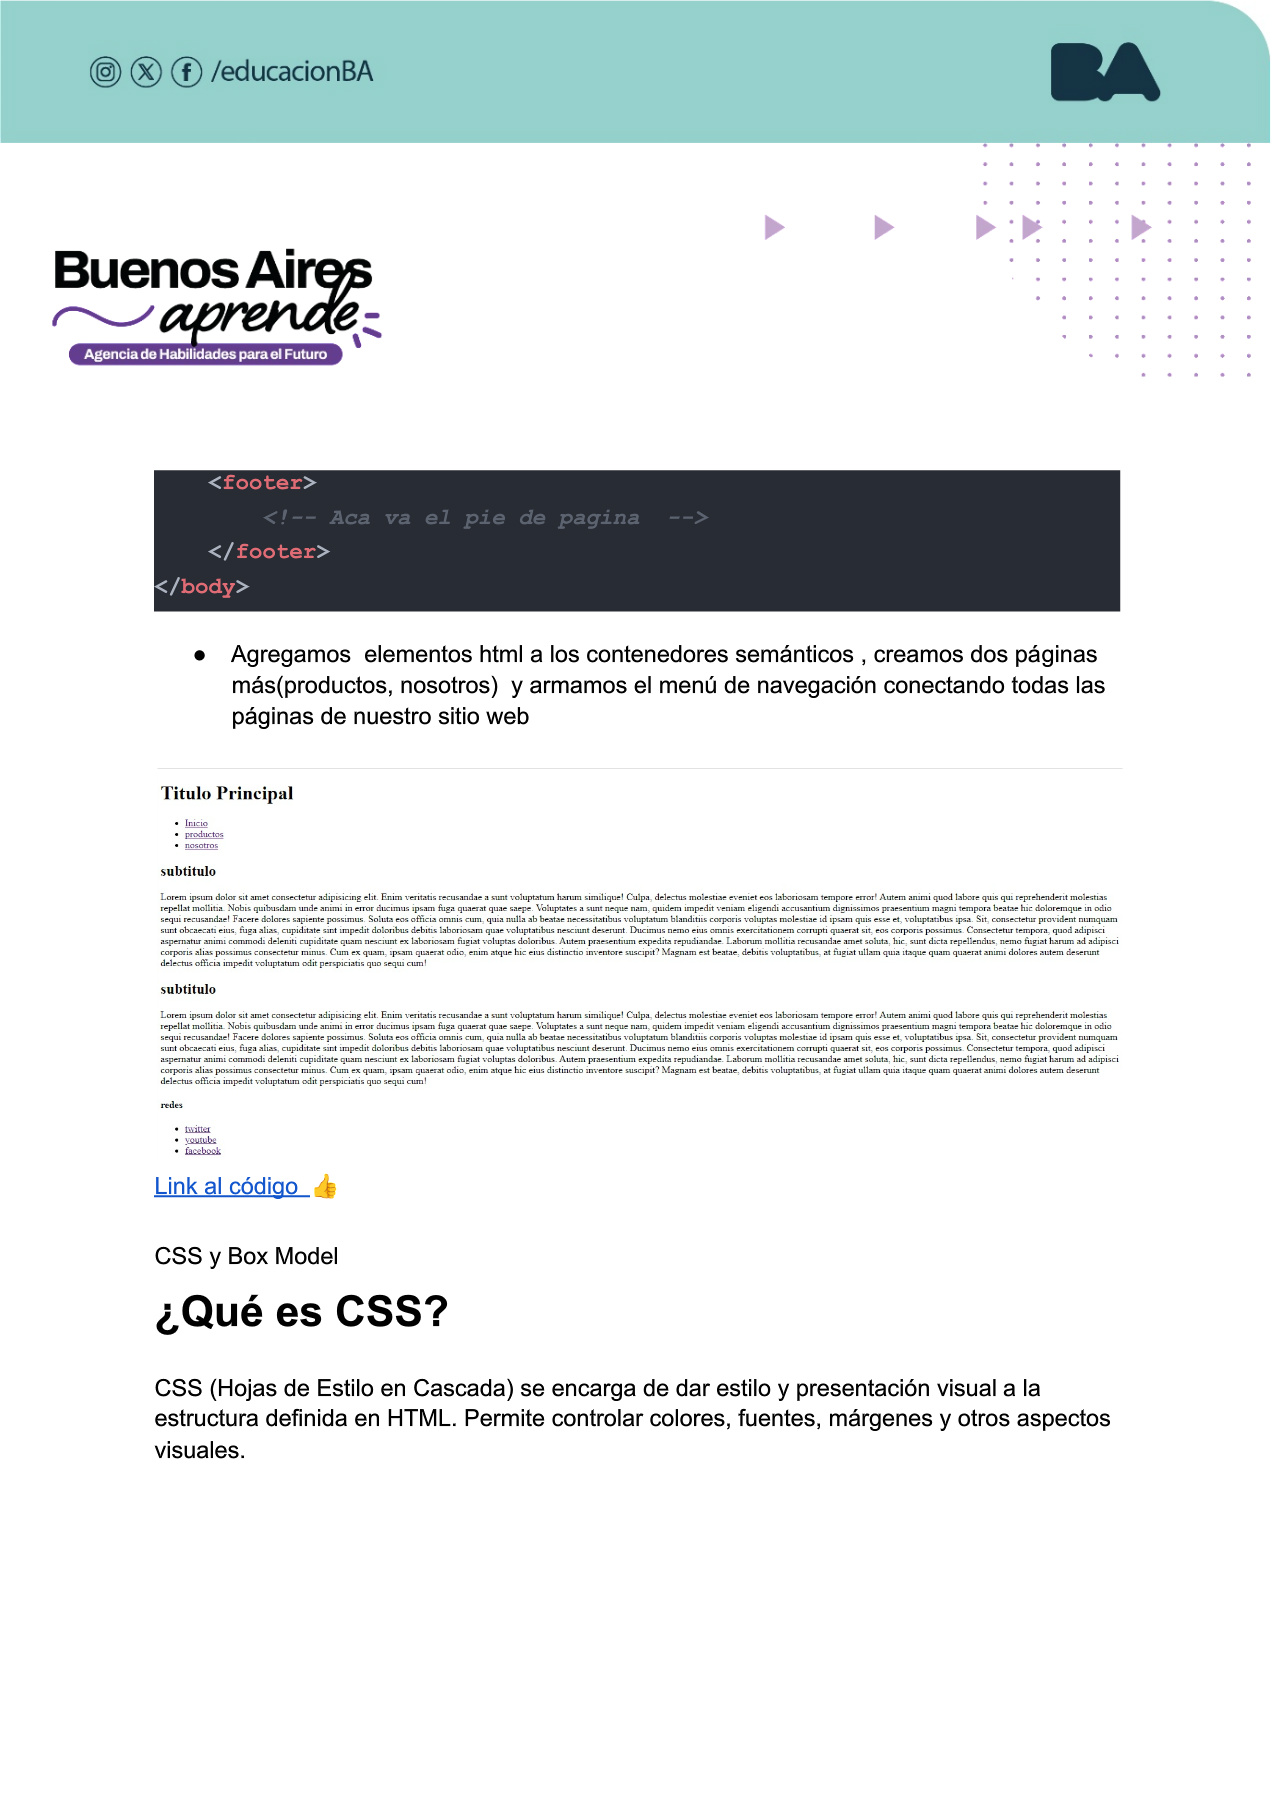 /educacionBA
BA
Buenos Aires
aprende
Agencia de Habilidades para el Futuro
<footer>
<!-- Aca va el pie de pagina  -->
</footer>
</body>
● Agregamos  elementos html a los contenedores semánticos , creamos dos páginas
más(productos, nosotros)  y armamos el menú de navegación conectando todas las
páginas de nuestro sitio web
Titulo Principal
• Inicio
• productos
• nosotros
subtitulo
Lorem ipsum dolor sit amet consectetur adipisicing elit. Enim veritatis recusandae a sunt voluptatum harum similique! Culpa, delectus molestiae eveniet eos laboriosam tempore error! Autem animi quod labore quis qui reprehenderit molestias
repellat mollitia. Nobis quibusdam unde animi in error ducimus ipsam fuga quaerat quae saepe. Voluptates a sunt neque nam, quidem impedit veniam eligendi accusantium dignissimos praesentium magni tempora beatae hic doloremque in odio
sequi recusandae! Facere dolores sapiente possimus. Soluta eos officia omnis cum, quia nulla ab beatae necessitatibus voluptatum blanditiis corporis voluptas molestiae id ipsam quis esse et, voluptatibus ipsa. Sit, consectetur provident numquam
sunt obcaecati eius, fuga alias, cupiditate sint impedit doloribus debitis laboriosam quae voluptatibus nesciunt deserunt. Ducimus nemo eius omnis exercitationem corrupti quaerat sit, eos corporis possimus. Consectetur tempora, quod adipisci
aspernatur animi commodi deleniti cupiditate quam nesciunt ex laboriosam fugiat voluptas doloribus. Autem praesentium expedita repudiandae. Laborum mollitia recusandae amet soluta, hic, sunt dicta repellendus, nemo fugiat harum ad adipisci
corporis alias possimus consectetur minus. Cum ex quam, ipsam quaerat odio, enim atque hic eius distinctio inventore suscipit? Magnam est beatae, debitis voluptatibus, at fugiat ullam quia itaque quam quaerat animi dolores autem deserunt
delectus officia impedit voluptatum odit perspiciatis quo sequi cum!
subtitulo
Lorem ipsum dolor sit amet consectetur adipisicing elit. Enim veritatis recusandae a sunt voluptatum harum similique! Culpa, delectus molestiae eveniet eos laboriosam tempore error! Autem animi quod labore quis qui reprehenderit molestias
repellat mollitia. Nobis quibusdam unde animi in error ducimus ipsam fuga quaerat quae saepe. Voluptates a sunt neque nam, quidem impedit veniam eligendi accusantium dignissimos praesentium magni tempora beatae hic doloremque in odio
sequi recusandae! Facere dolores sapiente possimus. Soluta eos officia omnis cum, quia nulla ab beatae necessitatibus voluptatum blanditiis corporis voluptas molestiae id ipsam quis esse et, voluptatibus ipsa. Sit, consectetur provident numquam
sunt obcaecati eius, fuga alias, cupiditate sint impedit doloribus debitis laboriosam quae voluptatibus nesciunt deserunt. Ducimus nemo eius omnis exercitationem corrupti quaerat sit, eos corporis possimus. Consectetur tempora, quod adipisci
aspernatur animi commodi deleniti cupiditate quam nesciunt ex laboriosam fugiat voluptas doloribus. Autem praesentium expedita repudiandae. Laborum mollitia recusandae amet soluta, hic, sunt dicta repellendus, nemo fugiat harum ad adipisci
corporis alias possimus consectetur minus. Cum ex quam, ipsam quaerat odio, enim atque hic eius distinctio inventore suscipit? Magnam est beatae, debitis voluptatibus, at fugiat ullam quia itaque quam quaerat animi dolores autem deserunt
delectus officia impedit voluptatum odit perspiciatis quo sequi cum!
redes
• twitter
• youtube
• facebook
Link al código 👍
CSS y Box Model
¿Qué es CSS?
CSS (Hojas de Estilo en Cascada) se encarga de dar estilo y presentación visual a la
estructura definida en HTML. Permite controlar colores, fuentes, márgenes y otros aspectos
visuales.